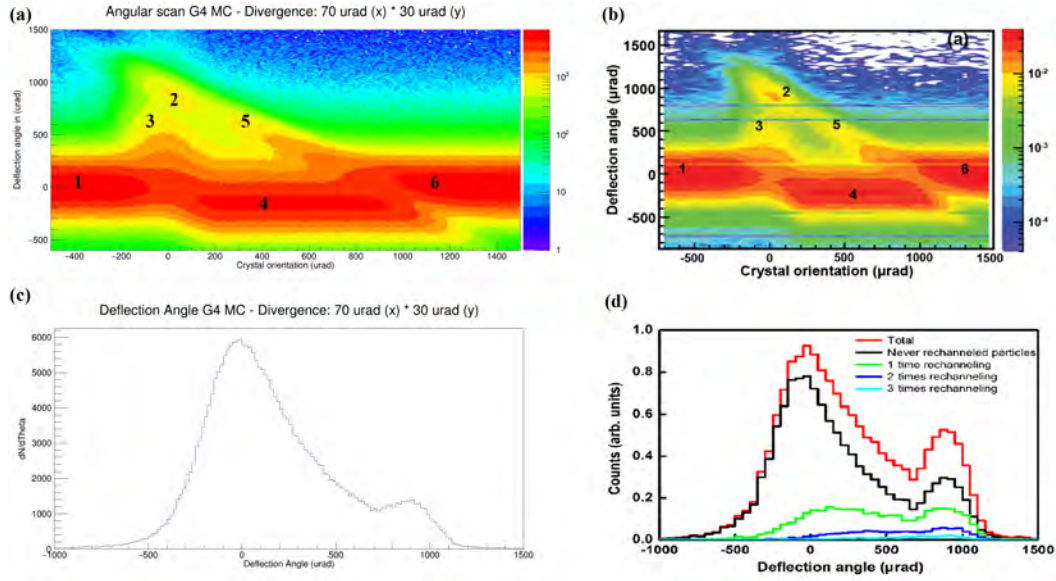 (a)
Angular scan G4 MC - Divergence: 70 urad (x) * 30 urad (y)
Deflection angle in (urad)
1500
1000
500
0
-500
1
2
3
4
5
6
-400 -200 0 200 400 600 800 1000 1200 1400
Crystal orientation (urad)
10³
10²
10
1
(b)
(a)
Deflection angle (µrad)
1500
1000
500
0
-500
1
2
3
4
5
6
-500 0 500 1000 1500
Crystal orientation (µrad)
10⁻²
10⁻³
10⁻⁴
(c)
Deflection Angle G4 MC - Divergence: 70 urad (x) * 30 urad (y)
dN/dTheta
6000
5000
4000
3000
2000
1000
0
-1000 -500 0 500 1000 1500
Deflection Angle (urad)
(d)
Counts (arb. units)
1.0
0.8
0.6
0.4
0.2
0.0
Total
Never rechanneled particles
1 time rechanneling
2 times rechanneling
3 times rechanneling
-1000 -500 0 500 1000 1500
Deflection angle (µrad)